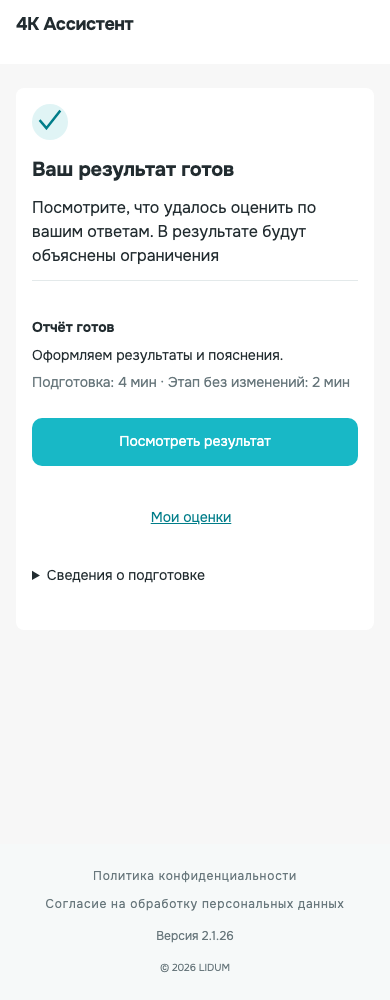 4К Ассистент
Ваш результат готов
Посмотрите, что удалось оценить по
вашим ответам. В результате будут
объяснены ограничения
Отчёт готов
Оформляем результаты и пояснения.
Подготовка: 4 мин · Этап без изменений: 2 мин
Посмотреть результат
Мои оценки
Сведения о подготовке
Политика конфиденциальности
Согласие на обработку персональных данных
Версия 2.1.26
© 2026 LIDUM